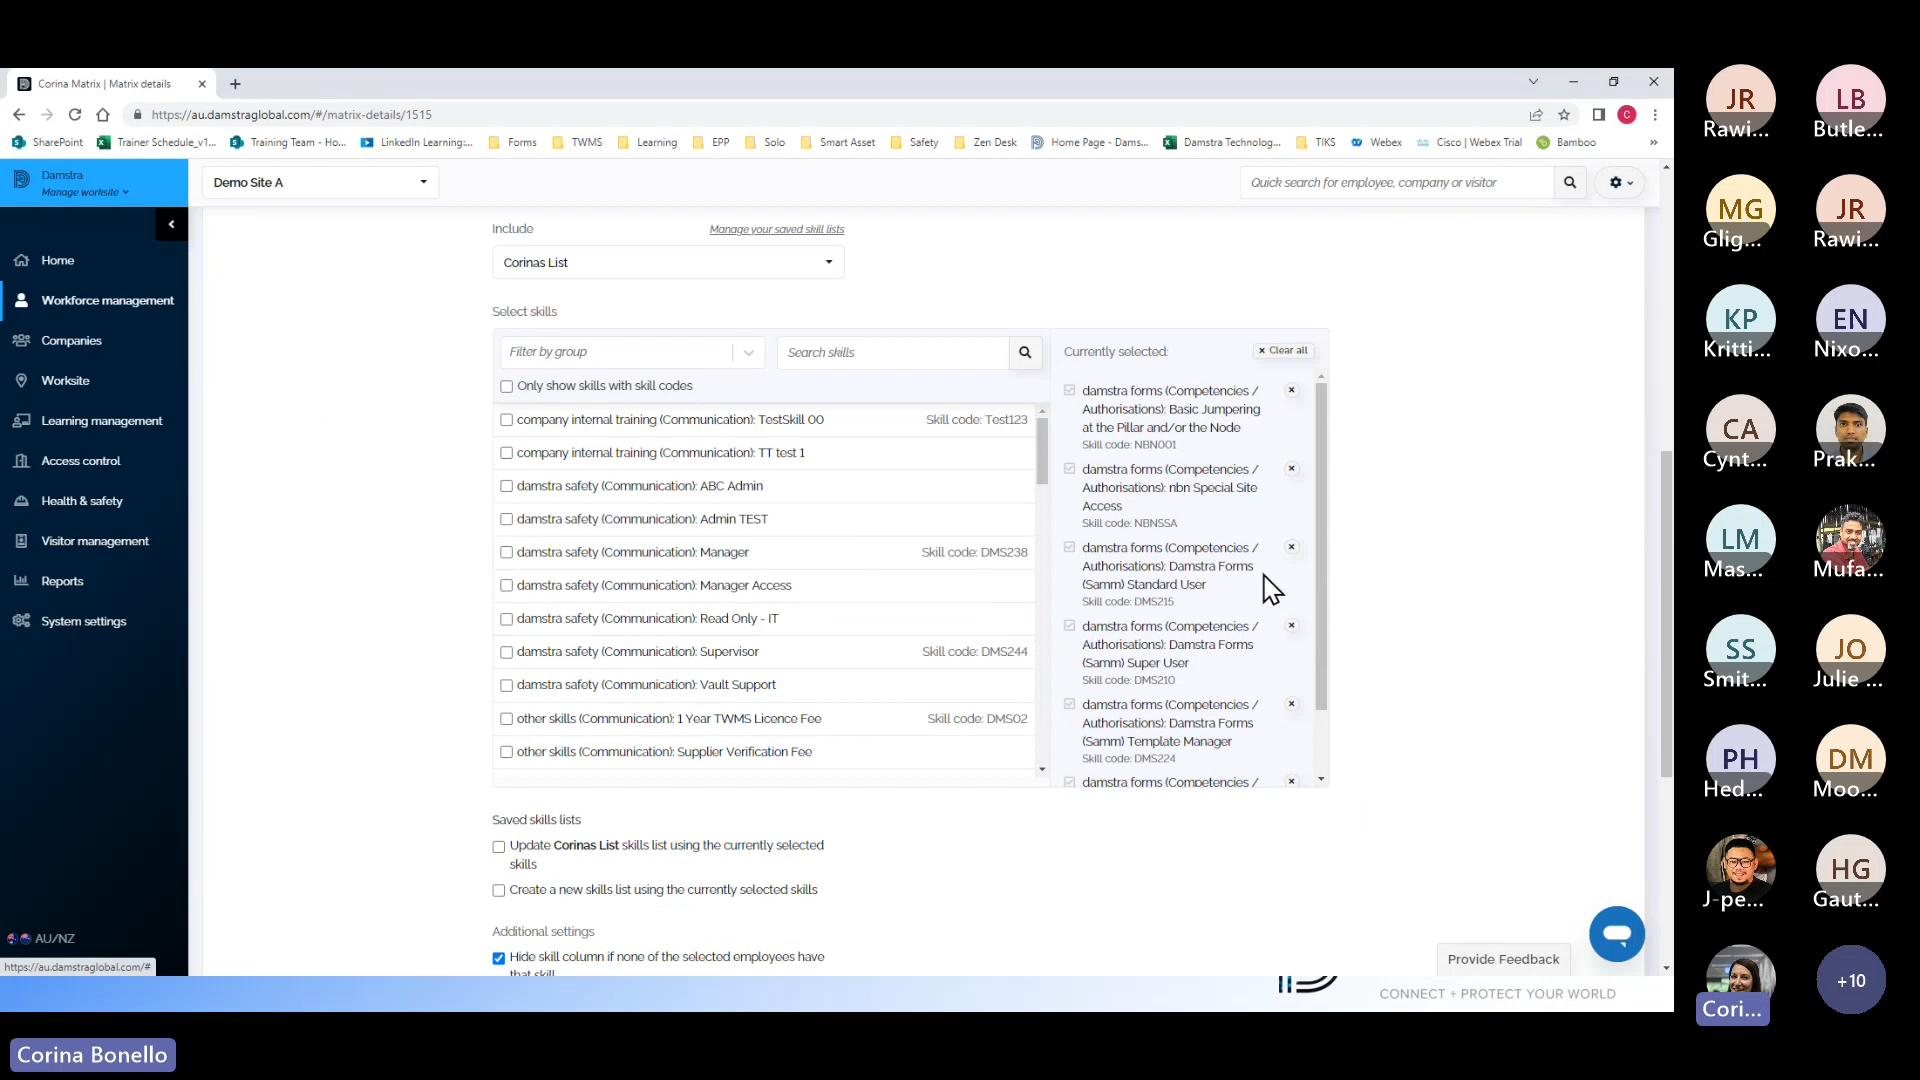 Corina Matrix | Matrix details
https://au.damstraglobal.com/#/matrix-details/1515
C
SharePoint
Trainer Schedule_v1...
Training Team - Ho...
LinkedIn Learning:...
Forms
TWMS
Learning
EPP
Solo
Smart Asset
Safety
Zen Desk
Home Page - Dams...
Damstra Technolog...
TIKS
Webex
Cisco | Webex Trial
Bamboo
»
Damstra
Manage worksite
Demo Site A
Quick search for employee, company or visitor
Home
Workforce management
Companies
Worksite
Learning management
Access control
Health & safety
Visitor management
Reports
System settings
AU/NZ
https://au.damstraglobal.com/#
Include
Manage your saved skill lists
Corinas List
Select skills
Filter by group
Search skills
Only show skills with skill codes
company internal training (Communication): TestSkill 00
Skill code: Test123
company internal training (Communication): TT test 1
damstra safety (Communication): ABC Admin
damstra safety (Communication): Admin TEST
damstra safety (Communication): Manager
Skill code: DMS238
damstra safety (Communication): Manager Access
damstra safety (Communication): Read Only - IT
damstra safety (Communication): Supervisor
Skill code: DMS244
damstra safety (Communication): Vault Support
other skills (Communication): 1 Year TWMS Licence Fee
Skill code: DMS02
other skills (Communication): Supplier Verification Fee
Currently selected:
× Clear all
damstra forms (Competencies /
Authorisations): Basic Jumpering
at the Pillar and/or the Node
Skill code: NBN001
damstra forms (Competencies /
Authorisations): nbn Special Site
Access
Skill code: NBNSSA
damstra forms (Competencies /
Authorisations): Damstra Forms
(Samm) Standard User
Skill code: DMS215
damstra forms (Competencies /
Authorisations): Damstra Forms
(Samm) Super User
Skill code: DMS210
damstra forms (Competencies /
Authorisations): Damstra Forms
(Samm) Template Manager
Skill code: DMS224
damstra forms (Competencies /
Saved skills lists
Update Corinas List skills list using the currently selected
skills
Create a new skills list using the currently selected skills
Additional settings
Hide skill column if none of the selected employees have
that skill
Provide Feedback
CONNECT + PROTECT YOUR WORLD
Corina Bonello
JR
Rawi...
LB
Butle...
MG
Glig...
JR
Rawi...
KP
Kritti...
EN
Nixo...
CA
Cynt...
Prak...
LM
Mas...
Mufa...
SS
Smit...
JO
Julie ...
PH
Hed...
DM
Moo...
J-pe...
HG
Gaut...
Cori...
+10